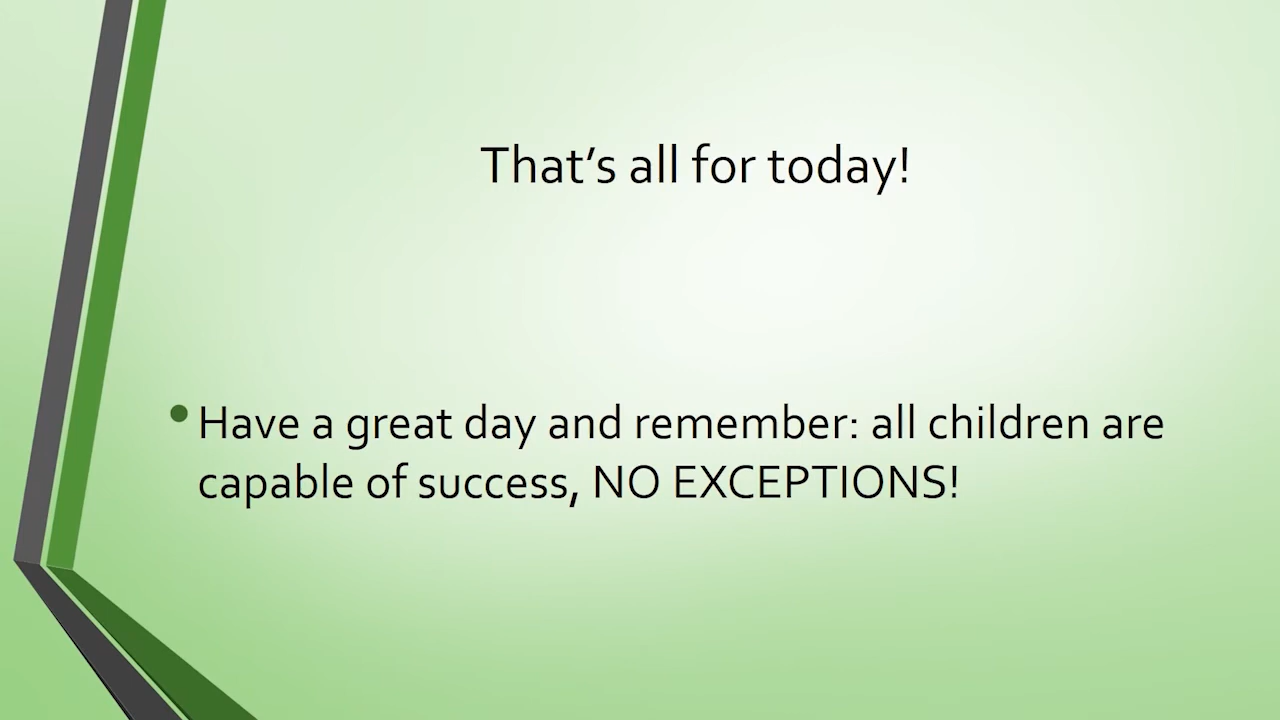 That’s all for today!
• Have a great day and remember: all children are
capable of success, NO EXCEPTIONS!